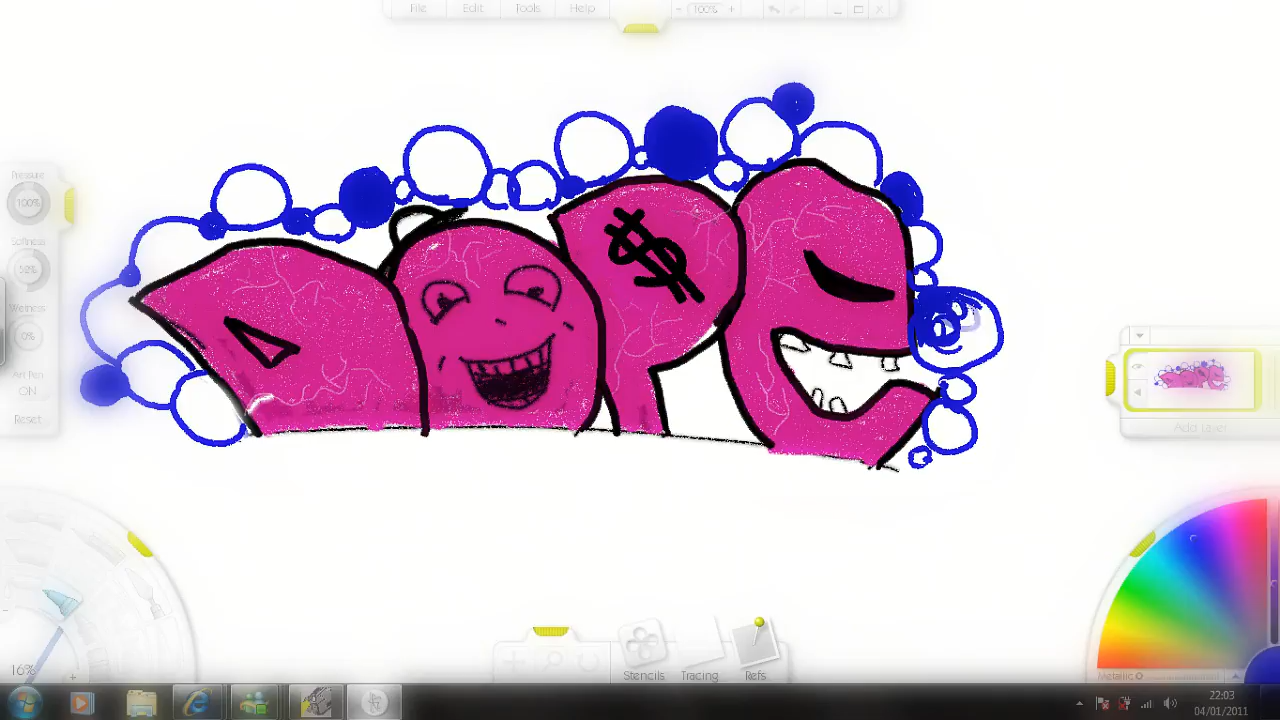 File Edit Tools Help 100%
Pressure
100%
Softness
50%
Wetness
0%
Art Pen
ON
Reset
DOPE
$
Add Layer
16%
Stencils Tracing Refs
Metallic
22:03
04/01/2011